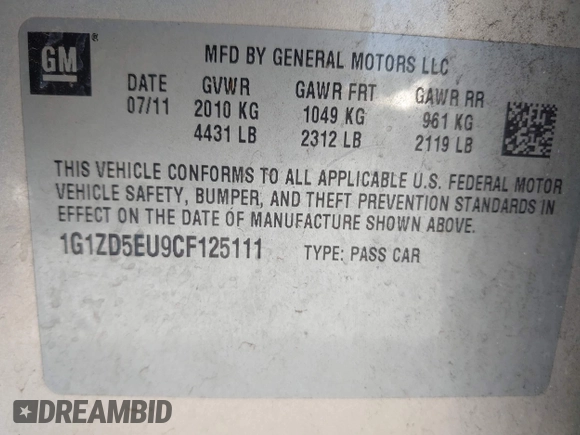 GM ®
MFD BY GENERAL MOTORS LLC
DATE GVWR GAWR FRT GAWR RR
07/11 2010 KG 1049 KG 961 KG
4431 LB 2312 LB 2119 LB
THIS VEHICLE CONFORMS TO ALL APPLICABLE U.S. FEDERAL MOTOR
VEHICLE SAFETY, BUMPER, AND THEFT PREVENTION STANDARDS IN
EFFECT ON THE DATE OF MANUFACTURE SHOWN ABOVE.
1G1ZD5EU9CF125111 TYPE: PASS CAR
DREAMBID